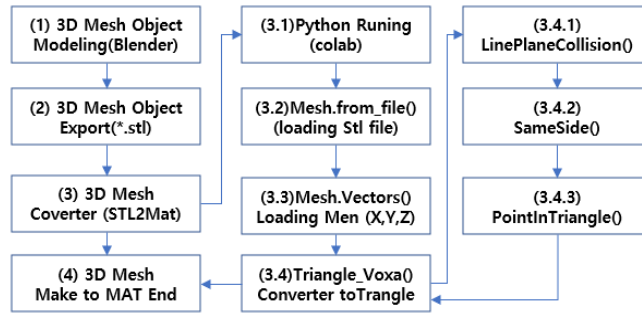 (1) 3D Mesh Object
Modeling(Blender)
(2) 3D Mesh Object
Export(*.stl)
(3) 3D Mesh
Coverter (STL2Mat)
(4) 3D Mesh
Make to MAT End
(3.1)Python Runing
(colab)
(3.2)Mesh.from_file()
(loading Stl file)
(3.3)Mesh.Vectors()
Loading Men (X,Y,Z)
(3.4)Triangle_Voxa()
Converter toTrangle
(3.4.1)
LinePlaneCollision()
(3.4.2)
SameSide()
(3.4.3)
PointInTriangle()